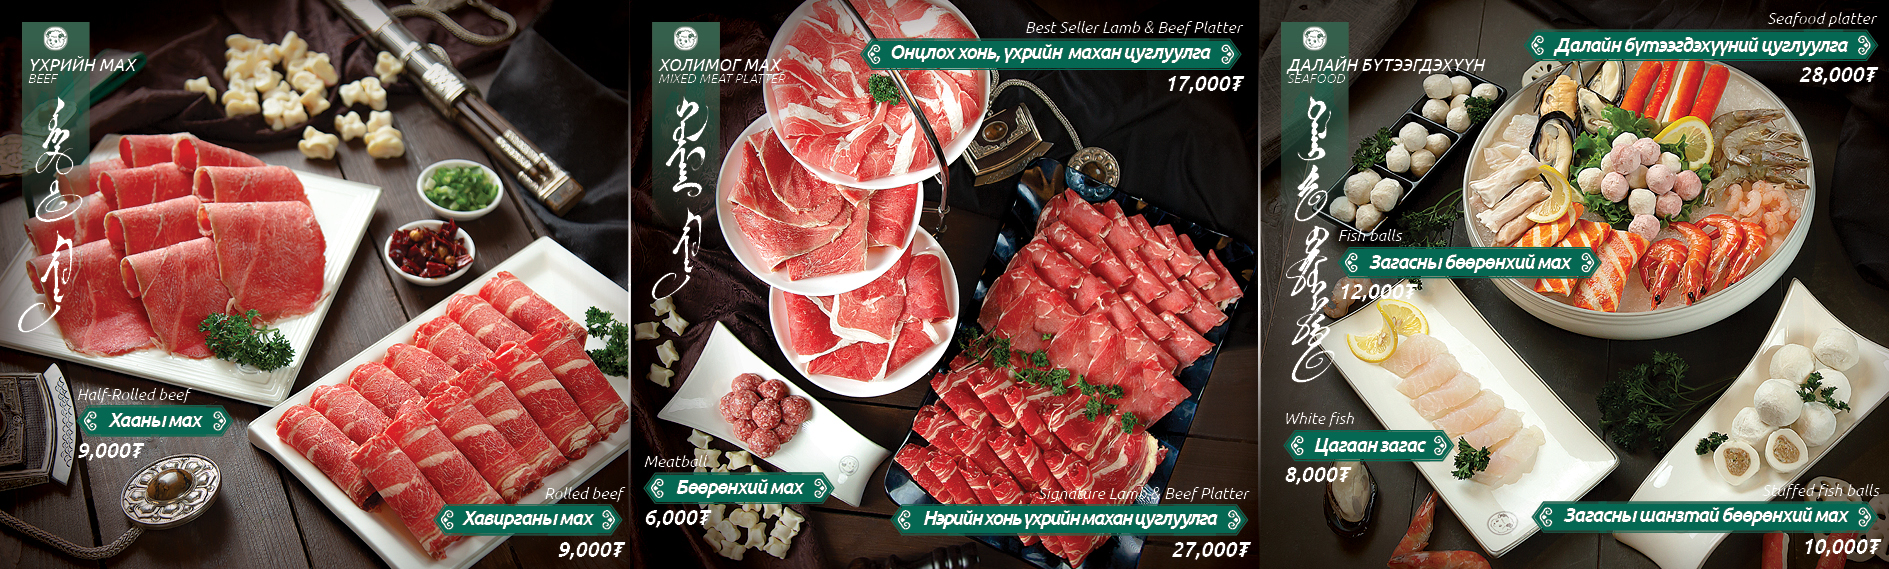 ҮХРИЙН МАХ
BEEF
Half-Rolled beef
Хааны мах
9,000₮
Rolled beef
Хавирганы мах
9,000₮
ХОЛИМОГ МАХ
MIXED MEAT PLATTER
Best Seller Lamb & Beef Platter
Онцлох хонь, үхрийн махан цуглуулга
17,000₮
Meatball
Бөөрөнхий мах
6,000₮
Signature Lamb & Beef Platter
Нэрийн хонь үхрийн махан цуглуулга
27,000₮
ДАЛАЙН БҮТЭЭГДЭХҮҮН
SEAFOOD
Seafood platter
Далайн бүтээгдэхүүний цуглуулга
28,000₮
Fish balls
Загасны бөөрөнхий мах
12,000₮
White fish
Цагаан загас
8,000₮
Stuffed fish balls
Загасны шанзтай бөөрөнхий мах
10,000₮